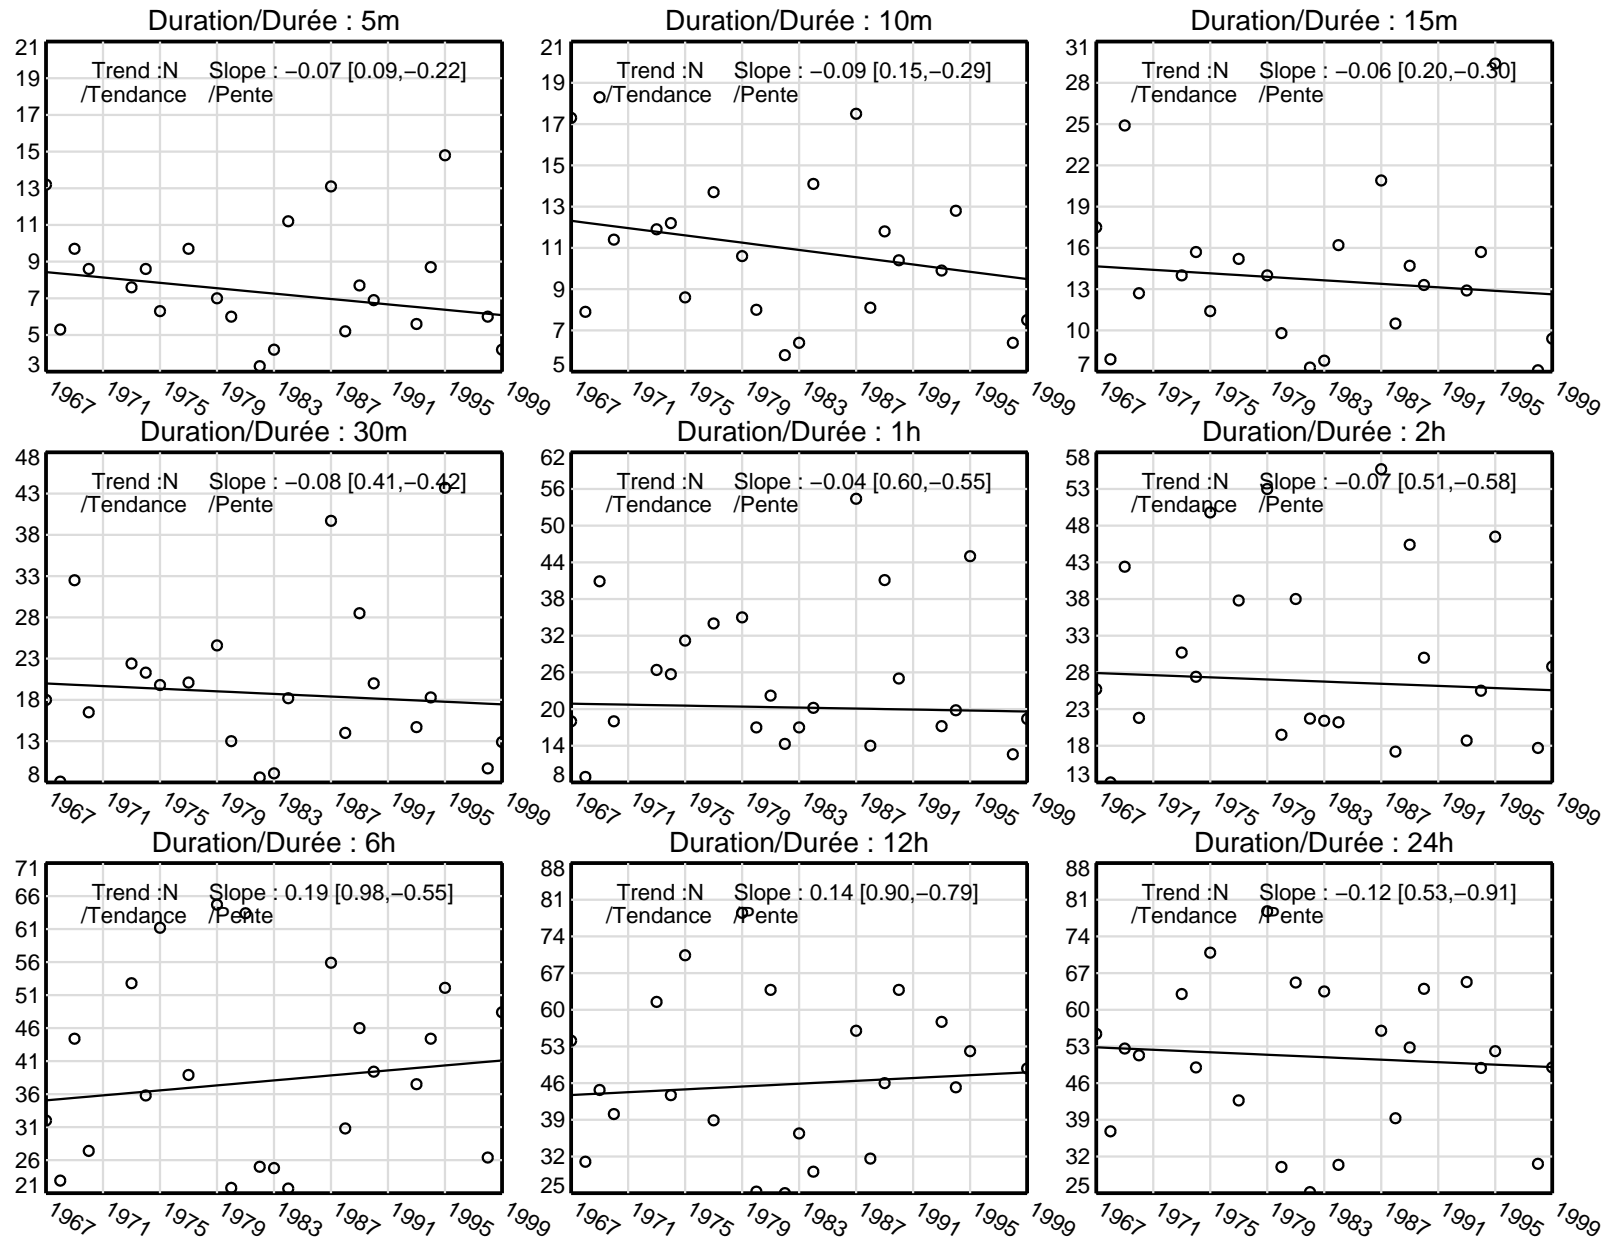 Duration/Durée : 5m
21
19
17
15
13
11
9
7
5
3
Trend :N Slope : −0.07 [0.09,−0.22]
/Tendance /Pente
1967 1971 1975 1979 1983 1987 1991 1995 1999
Duration/Durée : 10m
21
19
17
15
13
11
9
7
5
Trend :N Slope : −0.09 [0.15,−0.29]
/Tendance /Pente
1967 1971 1975 1979 1983 1987 1991 1995 1999
Duration/Durée : 15m
31
28
25
22
19
16
13
10
7
Trend :N Slope : −0.06 [0.20,−0.30]
/Tendance /Pente
1967 1971 1975 1979 1983 1987 1991 1995 1999
Duration/Durée : 30m
48
43
38
33
28
23
18
13
8
Trend :N Slope : −0.08 [0.41,−0.42]
/Tendance /Pente
1967 1971 1975 1979 1983 1987 1991 1995 1999
Duration/Durée : 1h
62
56
50
44
38
32
26
20
14
8
Trend :N Slope : −0.04 [0.60,−0.55]
/Tendance /Pente
1967 1971 1975 1979 1983 1987 1991 1995 1999
Duration/Durée : 2h
58
53
48
43
38
33
28
23
18
13
Trend :N Slope : −0.07 [0.51,−0.58]
/Tendance /Pente
1967 1971 1975 1979 1983 1987 1991 1995 1999
Duration/Durée : 6h
71
66
61
56
51
46
41
36
31
26
21
Trend :N Slope : 0.19 [0.98,−0.55]
/Tendance /Pente
1967 1971 1975 1979 1983 1987 1991 1995 1999
Duration/Durée : 12h
88
81
74
67
60
53
46
39
32
25
Trend :N Slope : 0.14 [0.90,−0.79]
/Tendance /Pente
1967 1971 1975 1979 1983 1987 1991 1995 1999
Duration/Durée : 24h
88
81
74
67
60
53
46
39
32
25
Trend :N Slope : −0.12 [0.53,−0.91]
/Tendance /Pente
1967 1971 1975 1979 1983 1987 1991 1995 1999